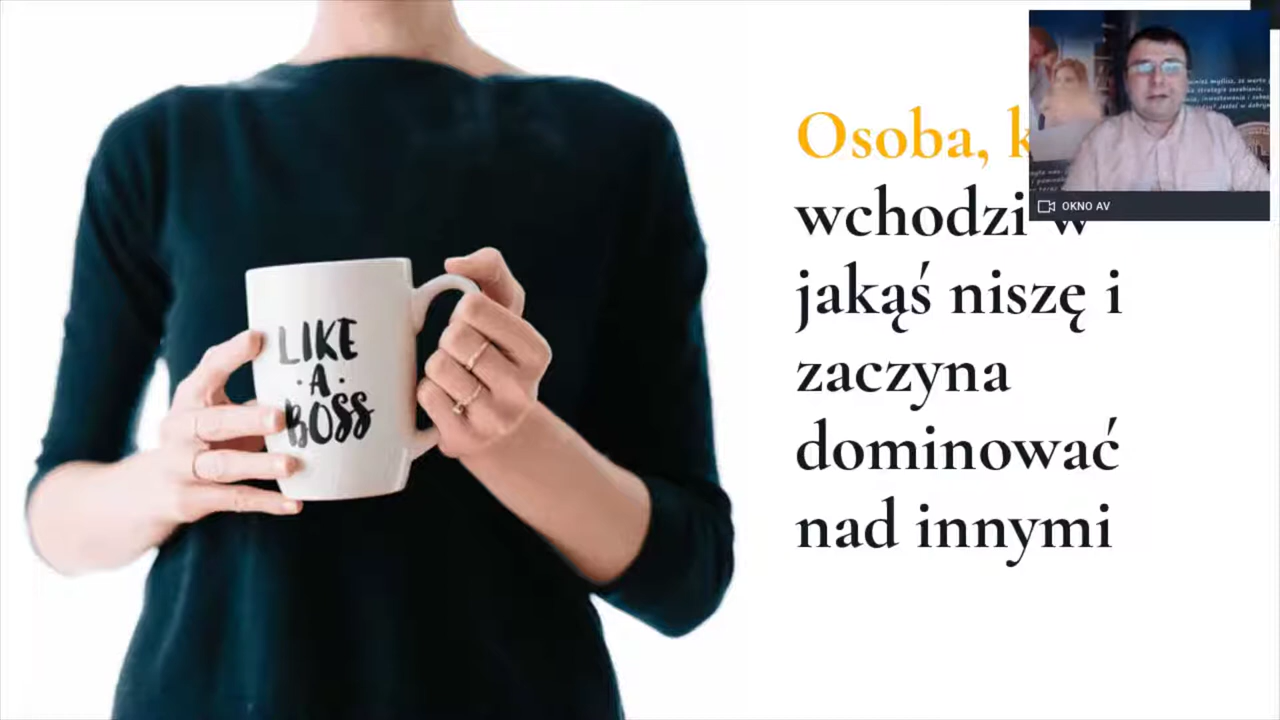 LIKE
·A·
BOSS
Osoba,
wchodzi w
jakąś niszę i
zaczyna
dominować
nad innymi
OKNO AV